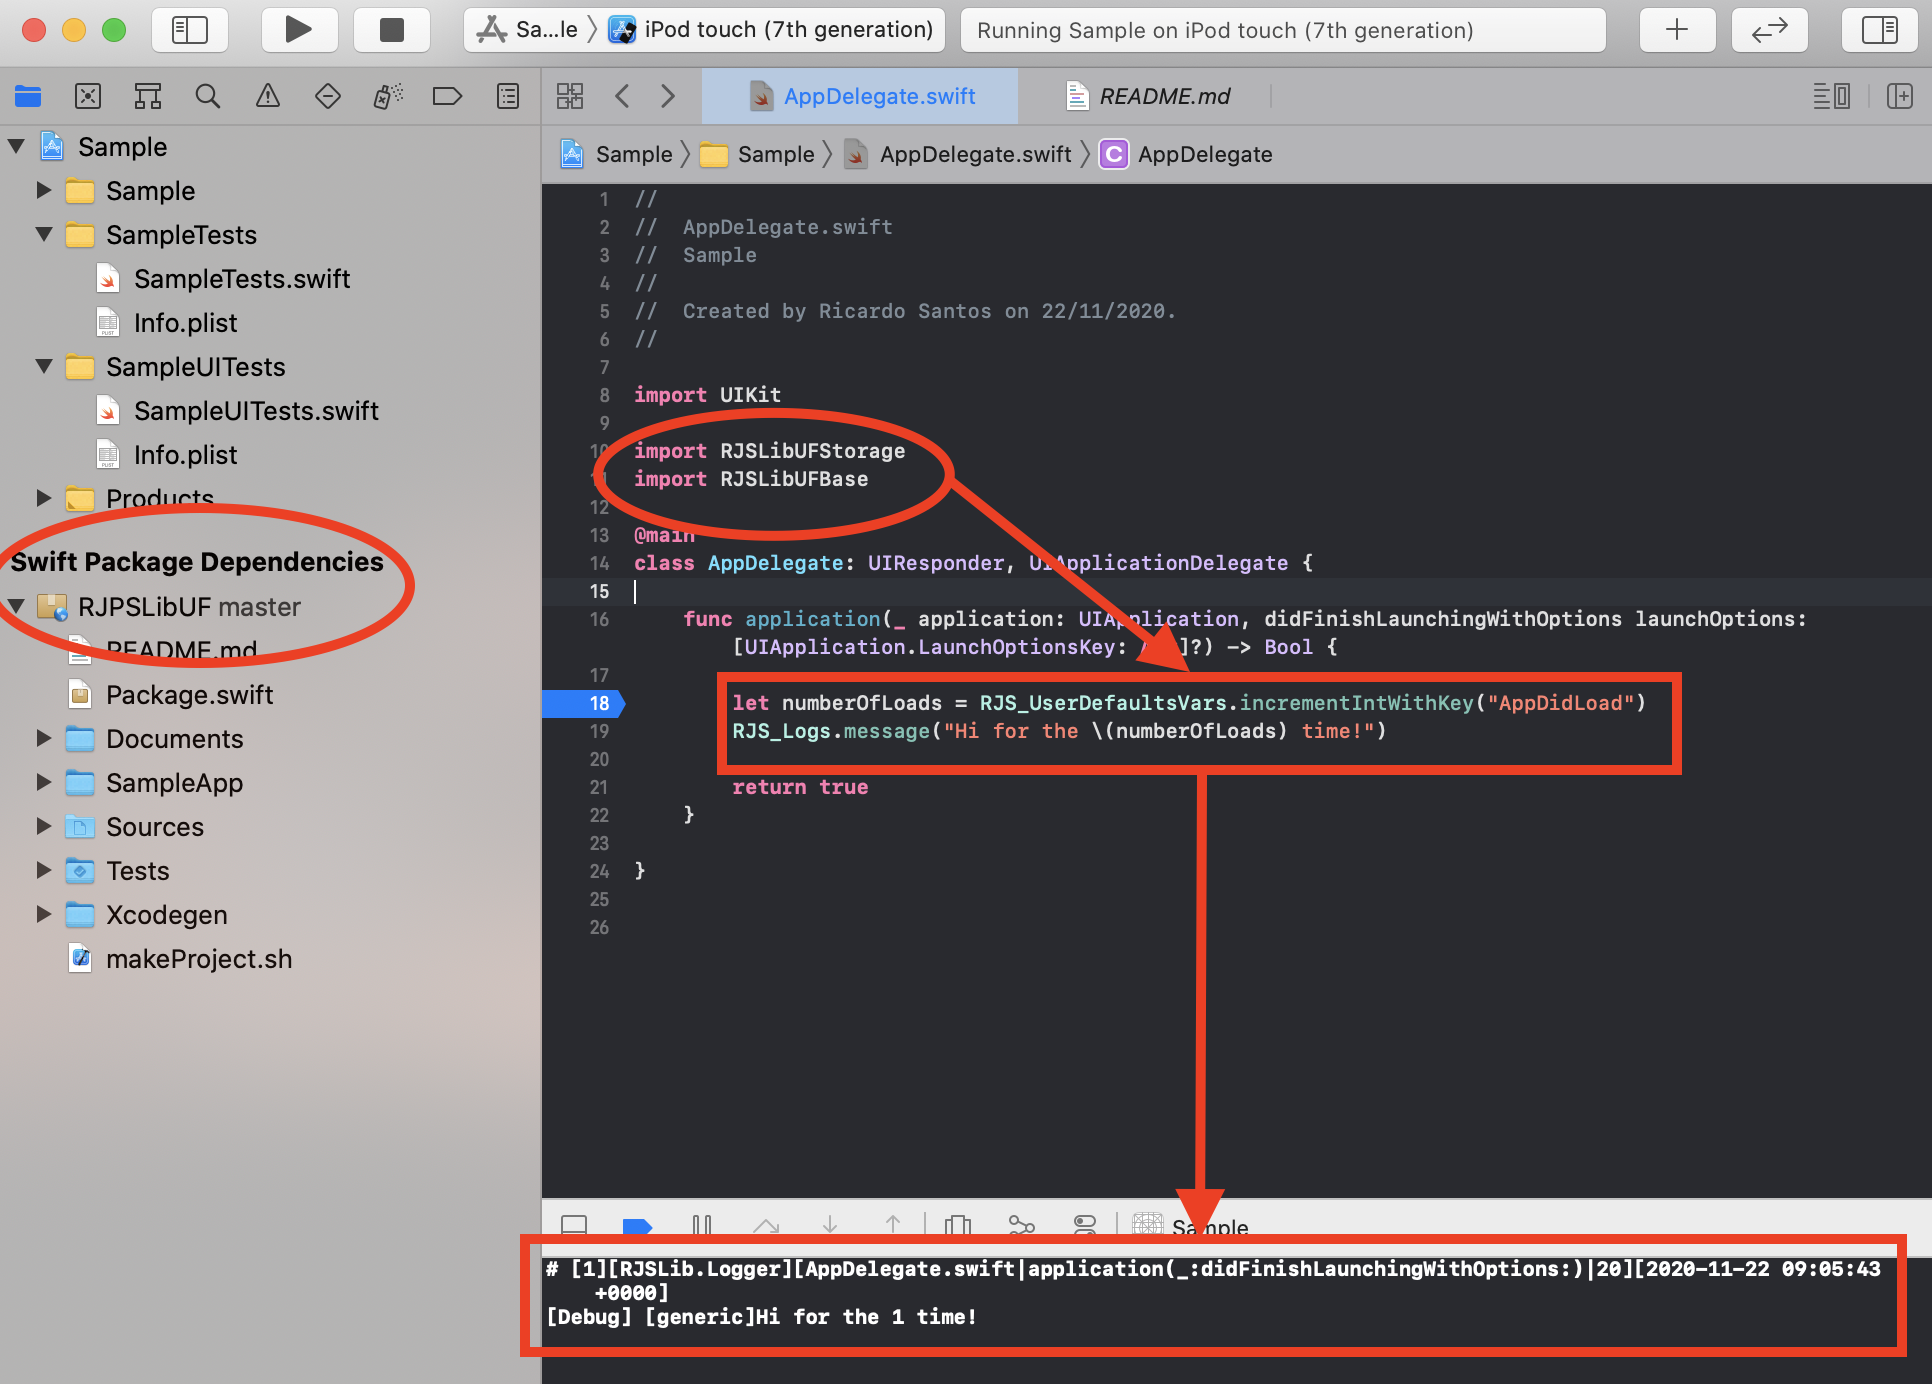 Sa...le
iPod touch (7th generation)
Running Sample on iPod touch (7th generation)
AppDelegate.swift
README.md
Sample
Sample
SampleTests
SampleTests.swift
Info.plist
SampleUITests
SampleUITests.swift
Info.plist
Products
Swift Package Dependencies
RJPSLibUF master
README.md
Package.swift
Documents
SampleApp
Sources
Tests
Xcodegen
makeProject.sh
Sample
Sample
AppDelegate.swift
C AppDelegate
1 //
2 //  AppDelegate.swift
3 //  Sample
4 //
5 //  Created by Ricardo Santos on 22/11/2020.
6 //
7
8 import UIKit
9
10 import RJSLibUFStorage
11 import RJSLibUFBase
12
13 @main
14 class AppDelegate: UIResponder, UIApplicationDelegate {
15
16     func application(_ application: UIApplication, didFinishLaunchingWithOptions launchOptions:
[UIApplication.LaunchOptionsKey: ]?) -> Bool {
17
18         let numberOfLoads = RJS_UserDefaultsVars.incrementIntWithKey("AppDidLoad")
19         RJS_Logs.message("Hi for the \(numberOfLoads) time!")
20
21         return true
22     }
23
24 }
25
26
Sample
# [1][RJSLib.Logger][AppDelegate.swift|application(_:didFinishLaunchingWithOptions:)|20][2020-11-22 09:05:43
+0000]
[Debug] [generic]Hi for the 1 time!